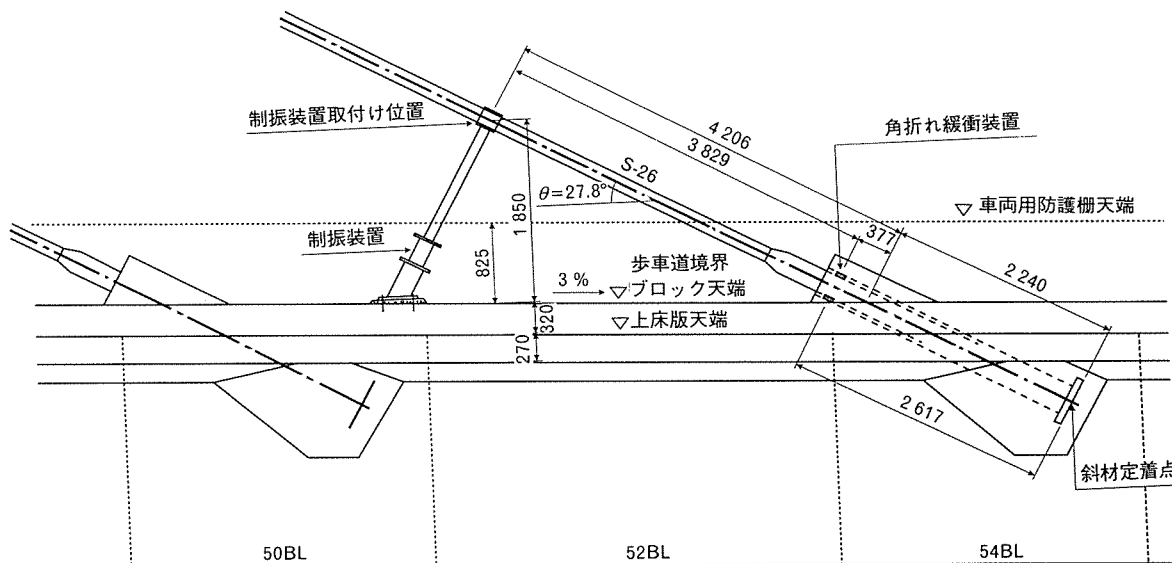 制振装置取付け位置
4 206
3 829
角折れ緩衝装置
S-26
θ=27.8°
1 850
車両用防護柵天端
377
制振装置
825
歩車道境界
3 %
ブロック天端
2 240
320
上床版天端
270
2 617
斜材定着点
50BL
52BL
54BL